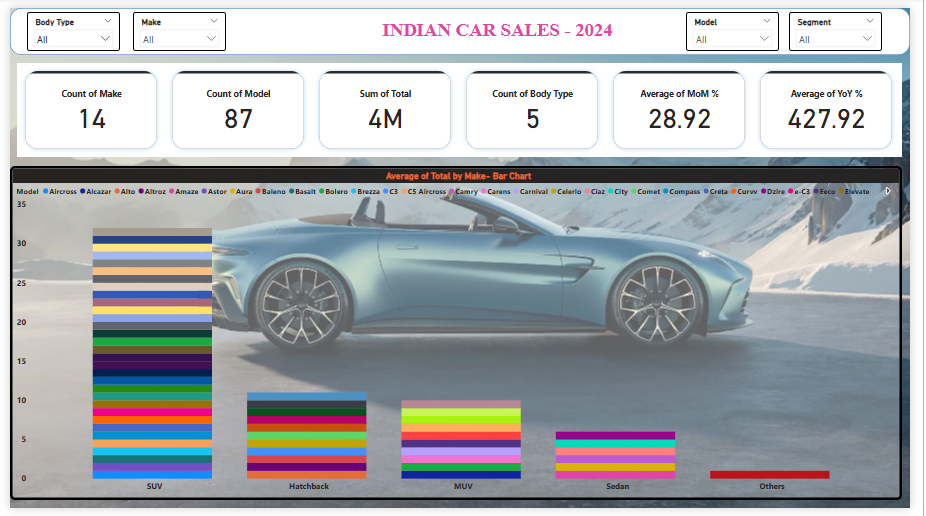 Body Type
All
Make
All
INDIAN CAR SALES - 2024
Model
All
Segment
All
Count of Make
14
Count of Model
87
Sum of Total
4M
Count of Body Type
5
Average of MoM %
28.92
Average of YoY %
427.92
Average of Total by Make- Bar Chart
Model Aircross Alcazar Alto Altroz Amaze Astor Aura Baleno Basalt Bolero Brezza C3 C5 Aircross Camry Carens Carnival Celerio Ciaz City Comet Compass Creta Curvv Dzire e-C3 Eeco Elevate
35
30
25
20
15
10
5
0
SUV Hatchback MUV Sedan Others